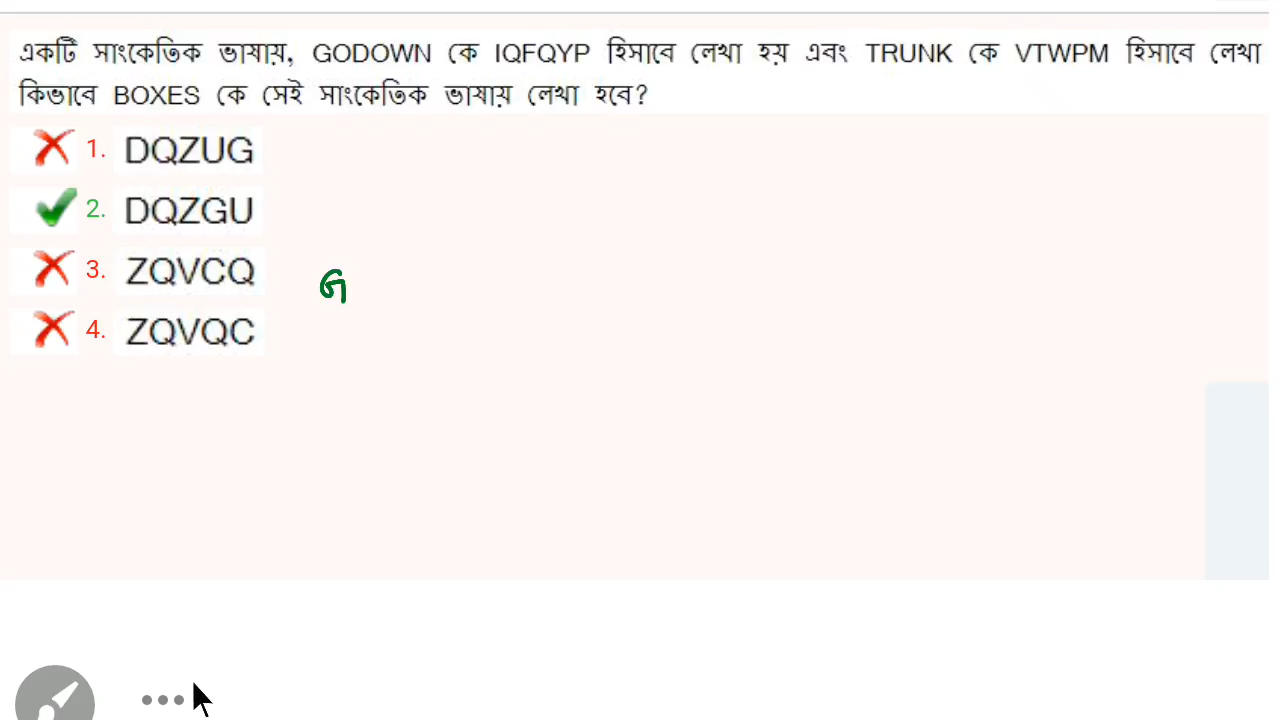 একটি সাংকেতিক ভাষায়, GODOWN কে IQFQYP হিসাবে লেখা হয় এবং TRUNK কে VTWPM হিসাবে লেখা
কিভাবে BOXES কে সেই সাংকেতিক ভাষায় লেখা হবে?
1. DQZUG
2. DQZGU
3. ZQVCQ
G
4. ZQVQC